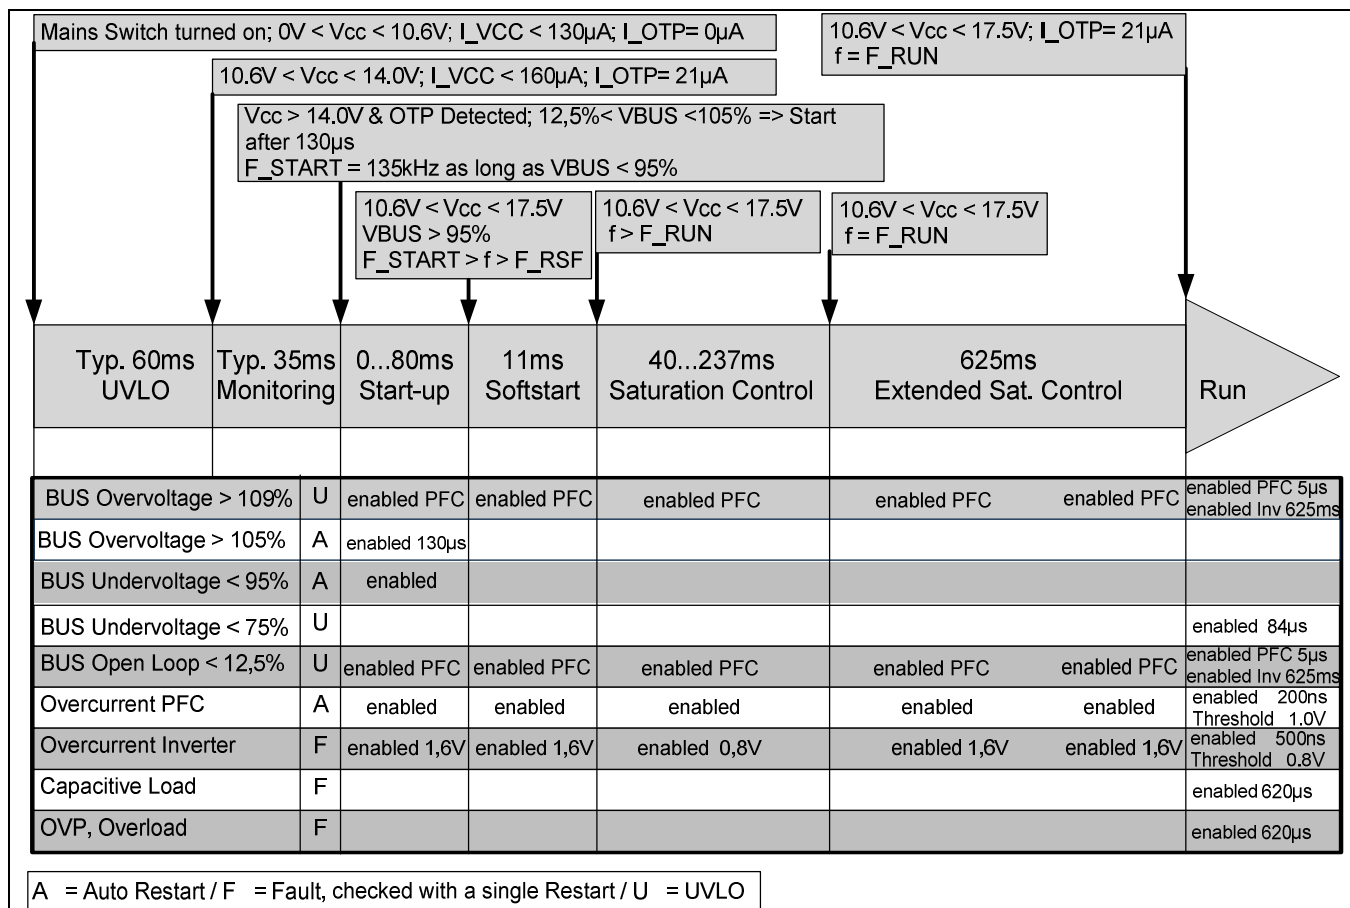 Mains Switch turned on; 0V < Vcc < 10.6V; I_VCC < 130µA; I_OTP= 0µA
10.6V < Vcc < 17.5V; I_OTP= 21µA
f = F_RUN
10.6V < Vcc < 14.0V; I_VCC < 160µA; I_OTP= 21µA
Vcc > 14.0V & OTP Detected; 12,5%< VBUS <105% => Start
after 130µs
F_START = 135kHz as long as VBUS < 95%
10.6V < Vcc < 17.5V
VBUS > 95%
F_START > f > F_RSF
10.6V < Vcc < 17.5V
f > F_RUN
10.6V < Vcc < 17.5V
f = F_RUN
Typ. 60ms
UVLO
Typ. 35ms
Monitoring
0...80ms
Start-up
11ms
Softstart
40...237ms
Saturation Control
625ms
Extended Sat. Control
Run
BUS Overvoltage > 109% U enabled PFC enabled PFC enabled PFC enabled PFC enabled PFC enabled PFC 5µs
enabled Inv 625ms
BUS Overvoltage > 105% A enabled 130µs
BUS Undervoltage < 95% A enabled
BUS Undervoltage < 75% U enabled 84µs
BUS Open Loop < 12,5% U enabled PFC enabled PFC enabled PFC enabled PFC enabled PFC enabled PFC 5µs
enabled Inv 625ms
Overcurrent PFC A enabled enabled enabled enabled enabled enabled 200ns
Threshold 1.0V
Overcurrent Inverter F enabled 1,6V enabled 1,6V enabled 0,8V enabled 1,6V enabled 1,6V enabled 500ns
Threshold 0.8V
Capacitive Load F enabled 620µs
OVP, Overload F enabled 620µs
A = Auto Restart / F = Fault, checked with a single Restart / U = UVLO